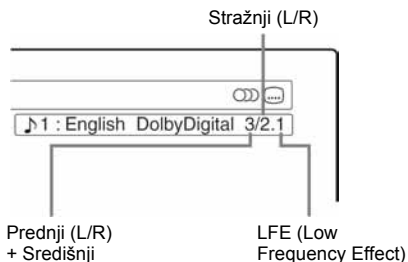 Stražnji (L/R)
♪1 : English DolbyDigital 3/2.1
Prednji (L/R)
+ Središnji
LFE (Low
Frequency Effect)